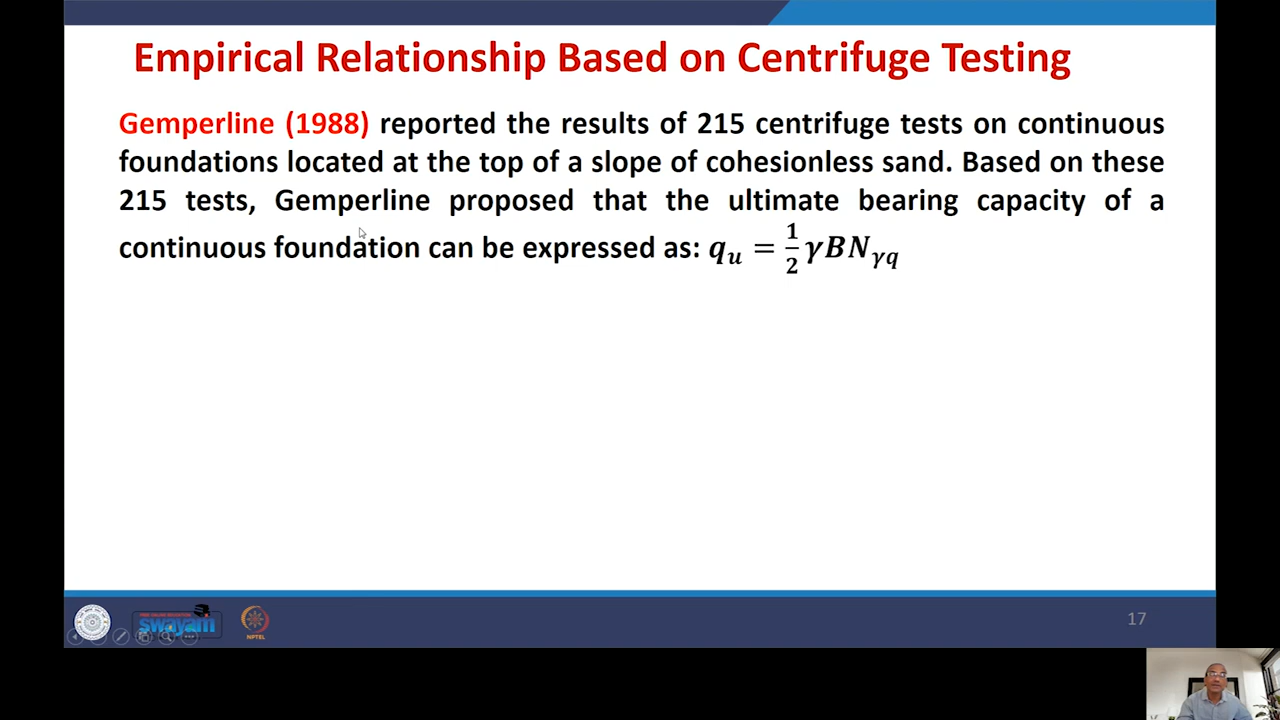 Empirical Relationship Based on Centrifuge Testing
Gemperline (1988) reported the results of 215 centrifuge tests on continuous
foundations located at the top of a slope of cohesionless sand. Based on these
215 tests, Gemperline proposed that the ultimate bearing capacity of a
continuous foundation can be expressed as: qᵤ = 1/2 γBN_γq
swayam
NPTEL
17